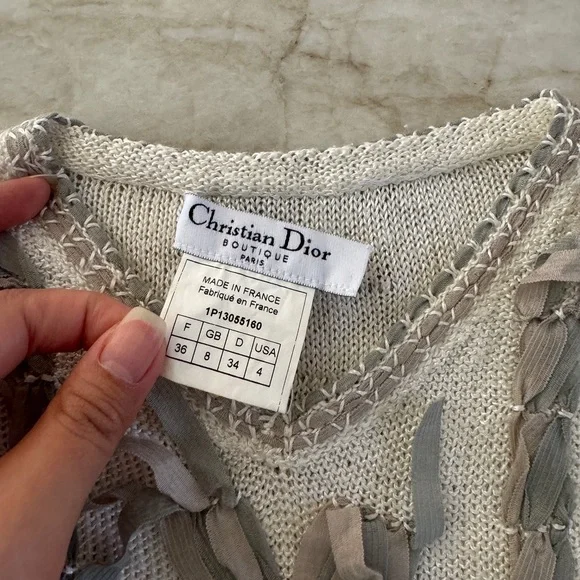 Christian Dior
BOUTIQUE
PARIS
MADE IN FRANCE
Fabriqué en France
1P13055160
F GB D USA
36 8 34 4